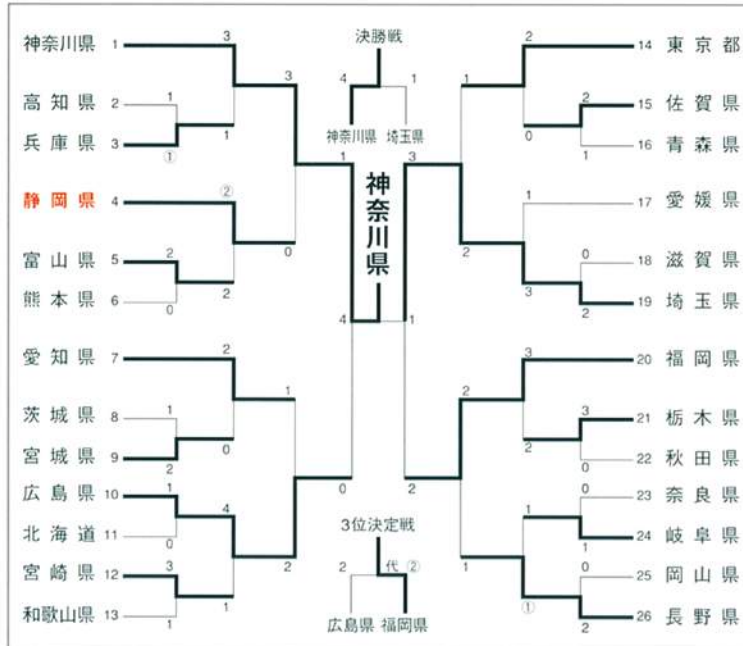 神奈川県 1 3
高知県 2 1
兵庫県 3 ① 1
3
静岡県 4 ②
富山県 5 2
熊本県 6 0 2
0
1
愛知県 7 2
茨城県 8 1
宮城県 9 2 0
1
広島県 10 1
北海道 11 0 4
宮崎県 12 3
和歌山県 13 1 1
2
0
決勝戦
4 1
神奈川県 埼玉県
神奈川県
4 1
3位決定戦
2 代 ②
広島県 福岡県
2 14 東京都
2 15 佐賀県
0 1 16 青森県
1
1 17 愛媛県
0 18 滋賀県
3 2 19 埼玉県
2
3
3 20 福岡県
3 21 栃木県
2 0 22 秋田県
2
0 23 奈良県
1 1 24 岐阜県
0 25 岡山県
① 2 26 長野県
1
2